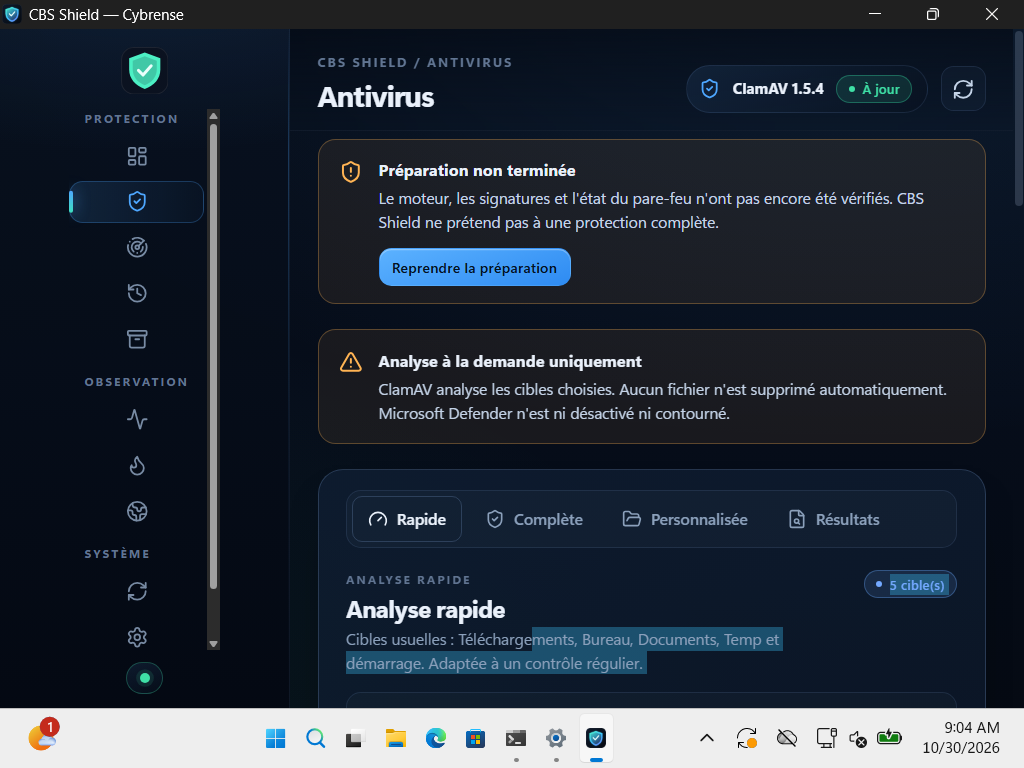 CBS Shield — Cybrense
PROTECTION
OBSERVATION
SYSTÈME
CBS SHIELD / ANTIVIRUS
Antivirus
ClamAV 1.5.4
À jour
Préparation non terminée
Le moteur, les signatures et l'état du pare-feu n'ont pas encore été vérifiés. CBS
Shield ne prétend pas à une protection complète.
Reprendre la préparation
Analyse à la demande uniquement
ClamAV analyse les cibles choisies. Aucun fichier n'est supprimé automatiquement.
Microsoft Defender n'est ni désactivé ni contourné.
Rapide
Complète
Personnalisée
Résultats
ANALYSE RAPIDE
5 cible(s)
Analyse rapide
Cibles usuelles : Téléchargements, Bureau, Documents, Temp et
démarrage. Adaptée à un contrôle régulier.
1
9:04 AM
10/30/2026